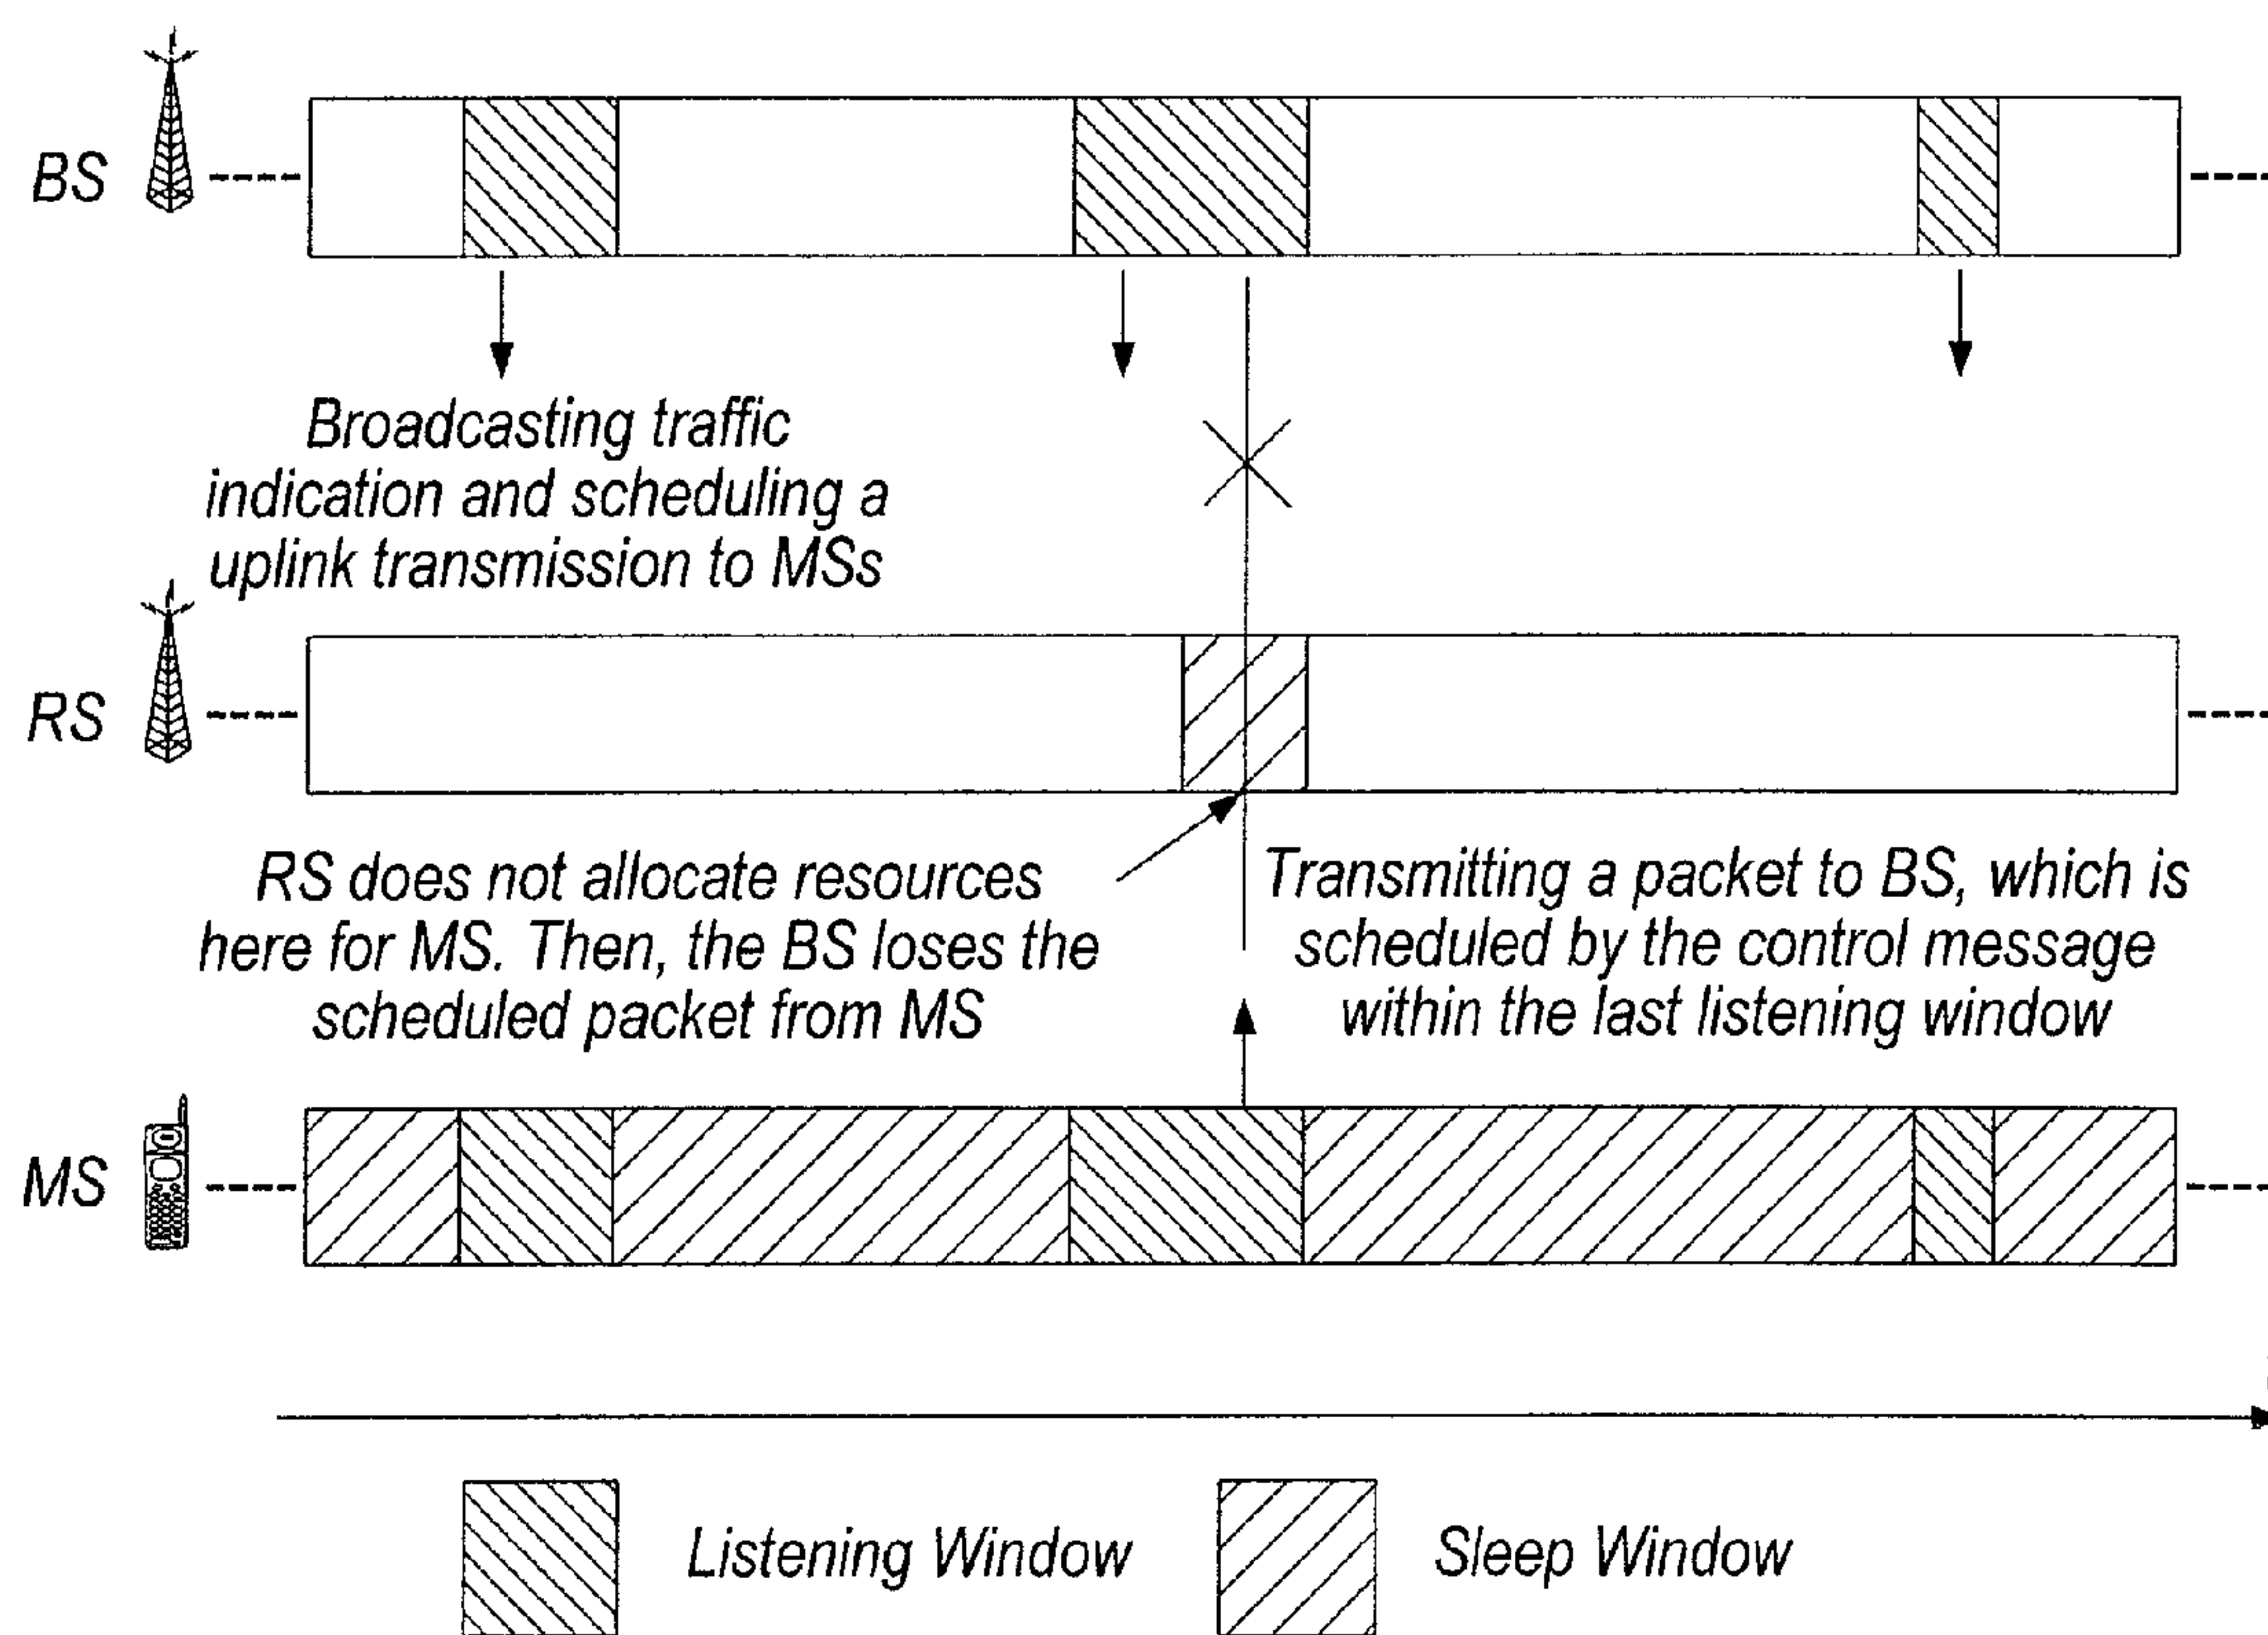 BS
Broadcasting traffic
indication and scheduling a
uplink transmission to MSs
RS
RS does not allocate resources
here for MS. Then, the BS loses the
scheduled packet from MS
Transmitting a packet to BS, which is
scheduled by the control message
within the last listening window
MS
Listening Window
Sleep Window